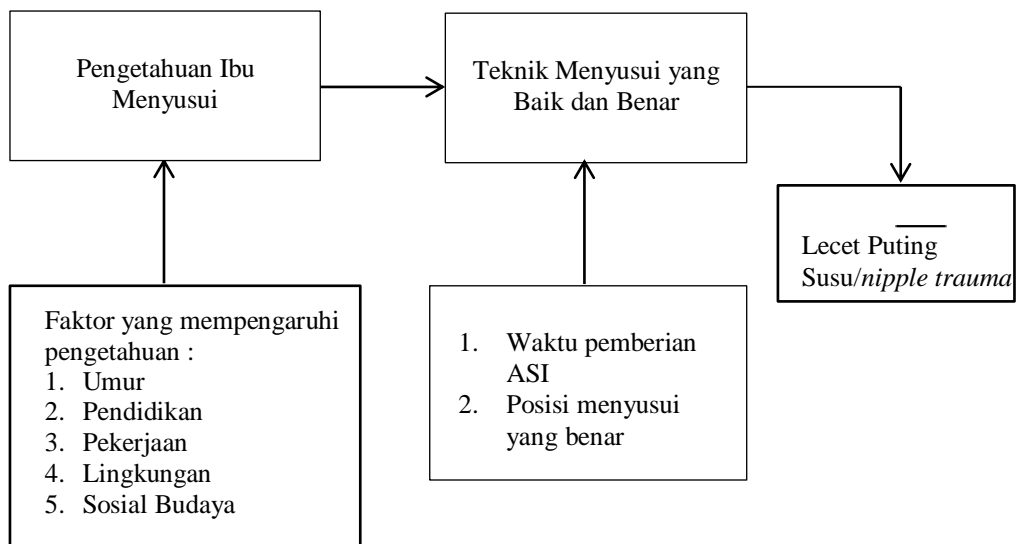 Pengetahuan Ibu
Menyusui
Teknik Menyusui yang
Baik dan Benar
Lecet Puting
Susu/nipple trauma
Faktor yang mempengaruhi
pengetahuan :
1. Umur
2. Pendidikan
3. Pekerjaan
4. Lingkungan
5. Sosial Budaya
1. Waktu pemberian
ASI
2. Posisi menyusui
yang benar